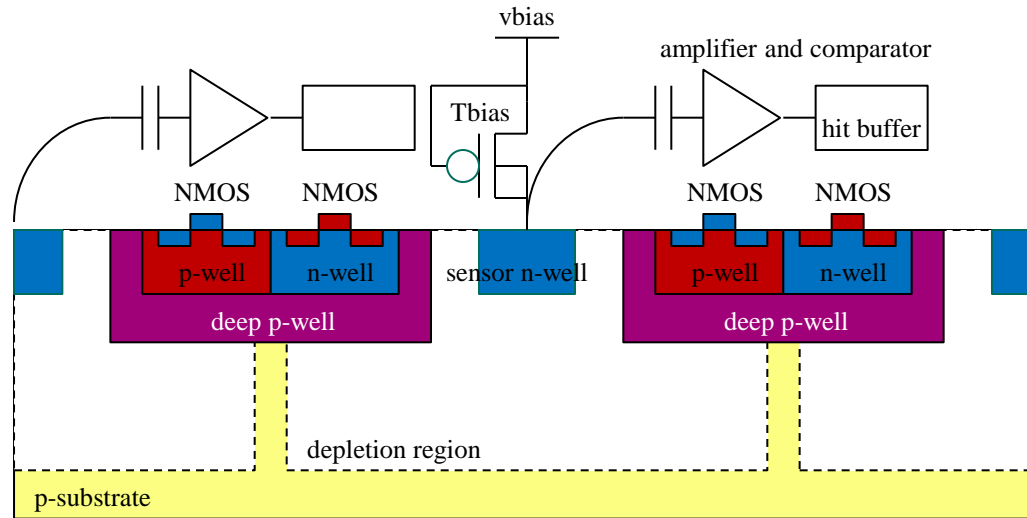 vbias
amplifier and comparator
Tbias
hit buffer
NMOS
NMOS
NMOS
NMOS
p-well
n-well
sensor n-well
p-well
n-well
deep p-well
deep p-well
depletion region
p-substrate